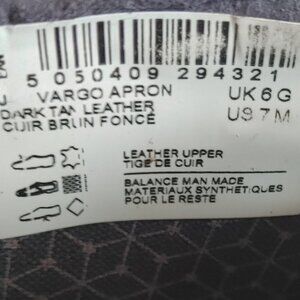 5 050409 294321
VARGO APRON UK 6 G
DARK TAN LEATHER US 7 M
CUIR BRUN FONCÉ
LEATHER UPPER
TIGE DE CUIR
BALANCE MAN MADE
MATERIAUX SYNTHETIQUES
POUR LE RESTE